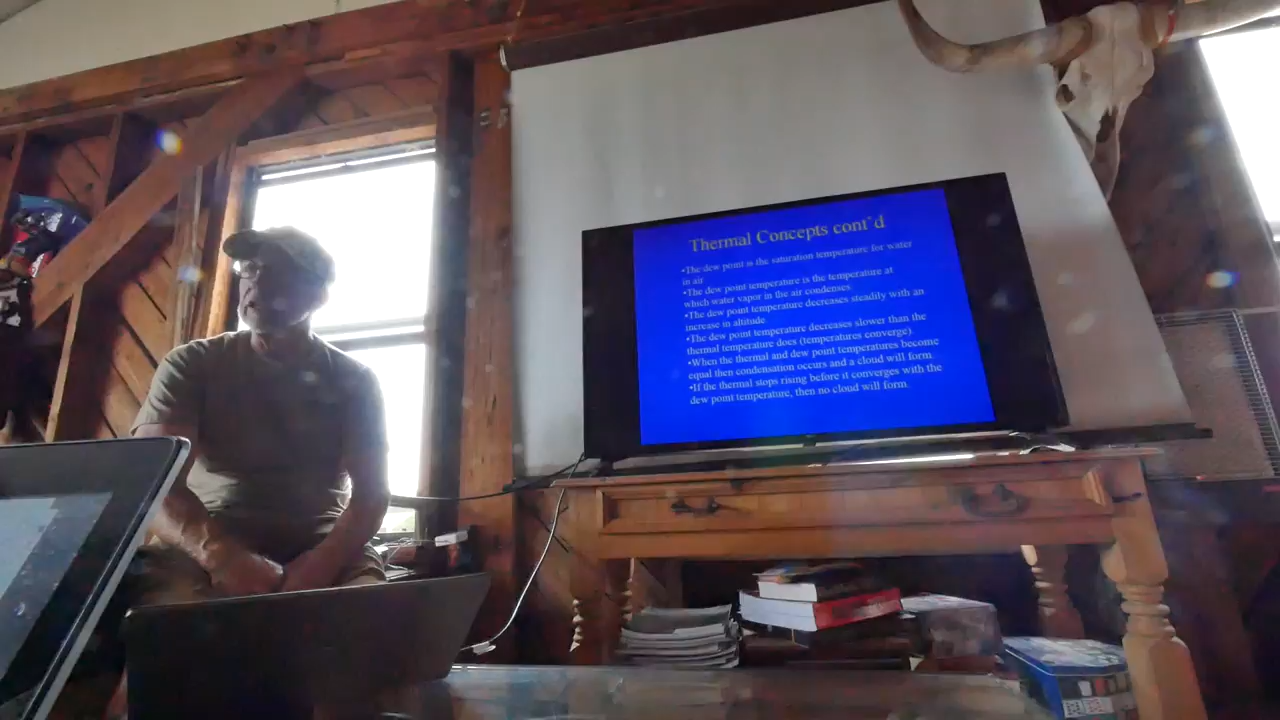 Thermal Concepts cont'd
•The dew point is the saturation temperature for water
in air
•The dew point temperature is the temperature at
which water vapor in the air condenses.
•The dew point temperature decreases steadily with an
increase in altitude
•The dew point temperature decreases slower than the
thermal temperature does (temperatures converge).
•When the thermal and dew point temperatures become
equal then condensation occurs and a cloud will form.
•If the thermal stops rising before it converges with the
dew point temperature, then no cloud will form.